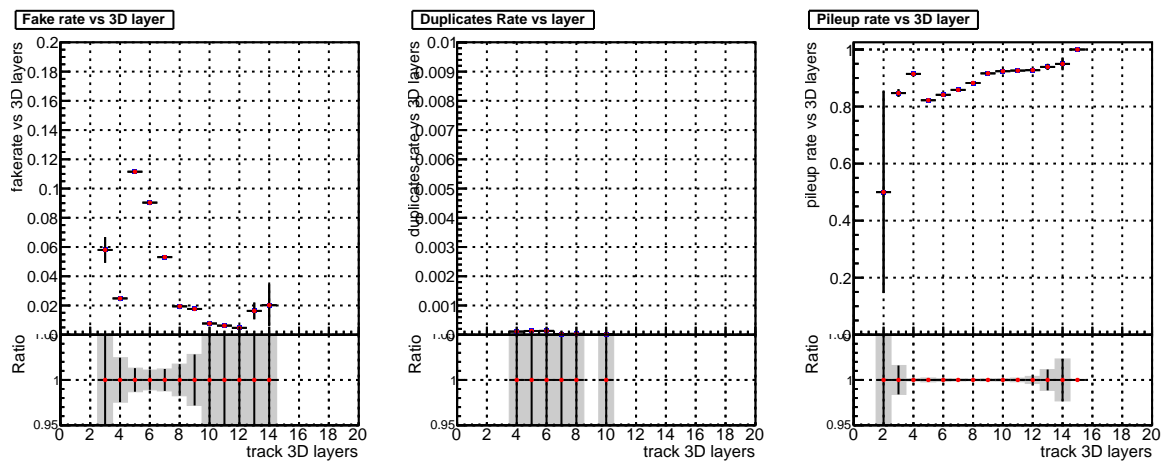 Fake rate vs 3D layer
fakerate vs 3D layers
0.2
0.18
0.16
0.14
0.12
0.1
0.08
0.06
0.04
0.02
0
Ratio
1
0.95
0 2 4 6 8 10 12 14 16 18 20
track 3D layers
Duplicates Rate vs layer
duplicates rate vs 3D layers
0.01
0.009
0.008
0.007
0.006
0.005
0.004
0.003
0.002
0.001
0
Ratio
1
0.95
0 2 4 6 8 10 12 14 16 18 20
track 3D layers
Pileup rate vs 3D layer
pileup rate vs 3D layers
1
0.8
0.6
0.4
0.2
0
Ratio
1
0.95
0 2 4 6 8 10 12 14 16 18 20
track 3D layers